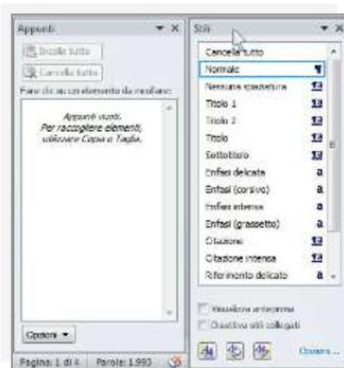 Appunti
Incolla tutto
Cancella tutto
Fare clic su un elemento da incollare:
Appunti vuoti.
Per raccogliere elementi,
utilizzare Copia e Taglia.
Opzioni
Pagina: 1 di 4 Parole: 1.993
Stili
Cancella tutto
Normale
Nessuna spaziatura
Titolo 1
Titolo 2
Titolo
Sottotitolo
Enfasi delicata
Enfasi (corsivo)
Enfasi intensa
Enfasi (grassetto)
Citazione
Citazione intensa
Riferimento delicato
Visualizza anteprima
Disattiva stili collegati
Opzioni...